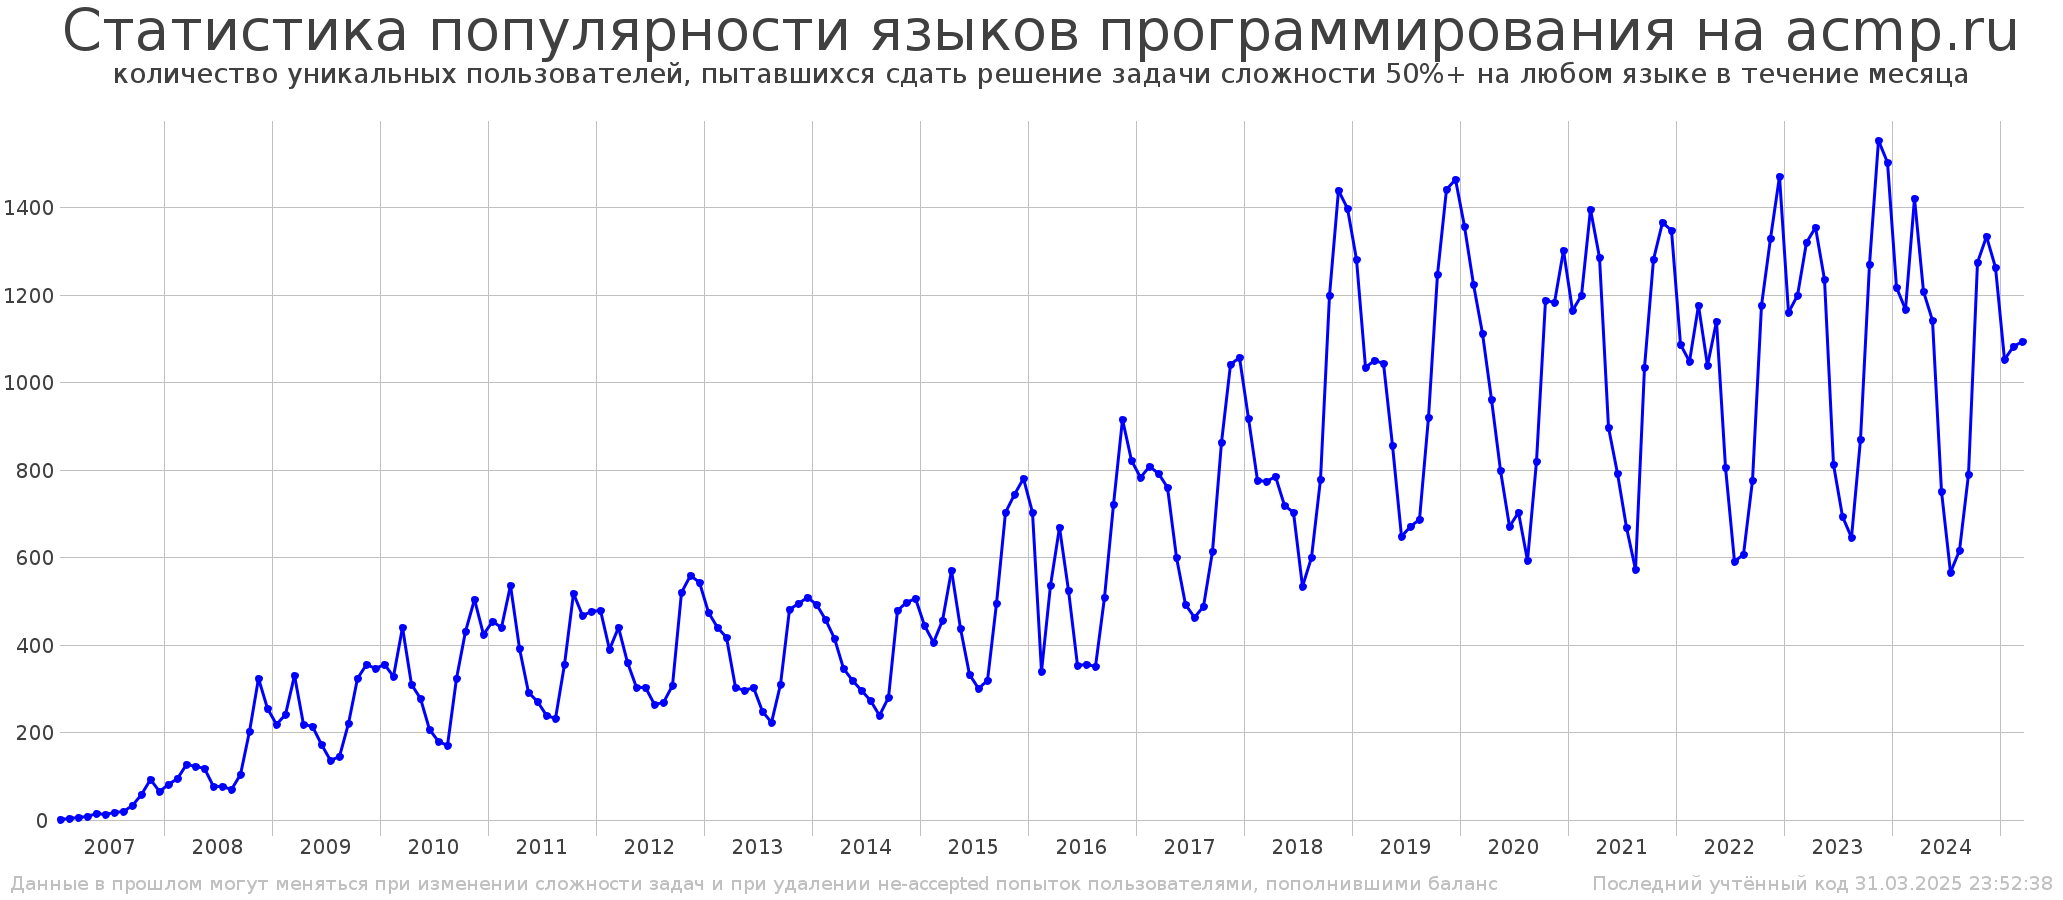 Статистика популярности языков программирования на acmp.ru
количество уникальных пользователей, пытавшихся сдать решение задачи сложности 50%+ на любом языке в течение месяца
1400
1200
1000
800
600
400
200
0
2007 2008 2009 2010 2011 2012 2013 2014 2015 2016 2017 2018 2019 2020 2021 2022 2023 2024
Данные в прошлом могут меняться при изменении сложности задач и при удалении не-accepted попыток пользователями, пополнившими баланс
Последний учтённый код 31.03.2025 23:52:38